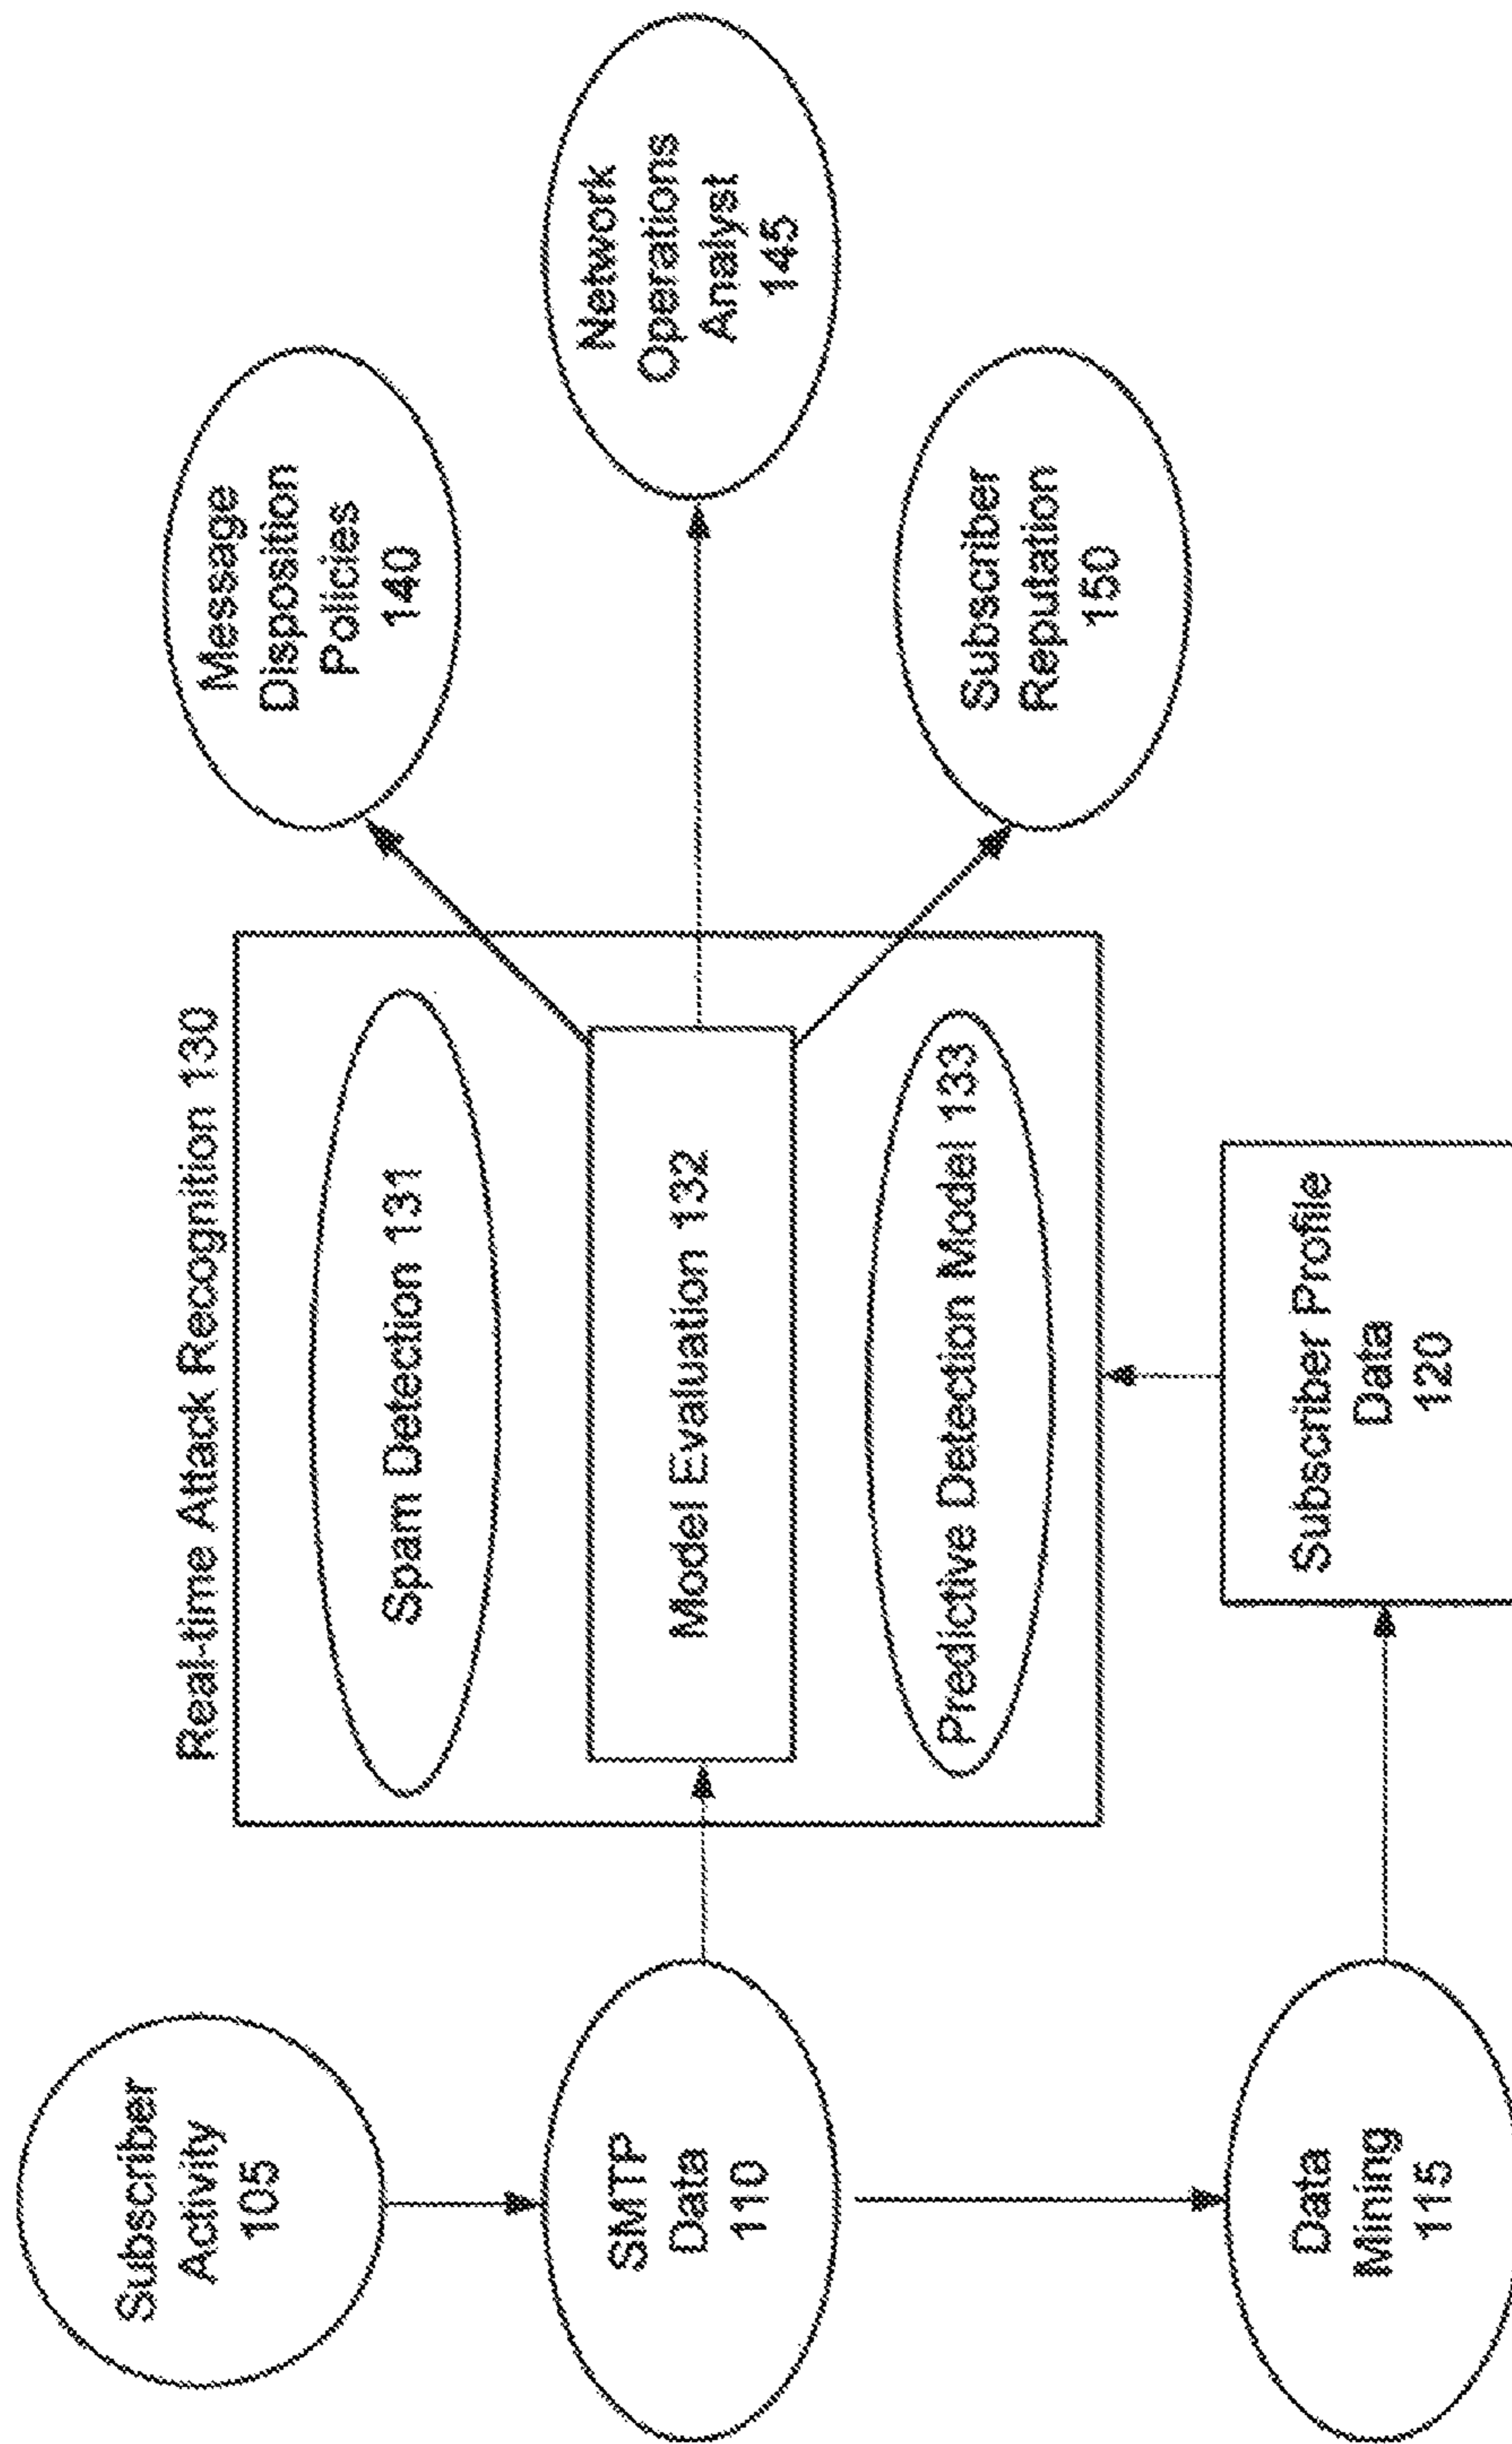 Subscriber
Activity
105
SMTP
Data
110
Data
Mining
115
Real-time Attack Recognition 130
Spam Detection 131
Model Evaluation 132
Predictive Detection Model 133
Subscriber Profile
Data
120
Message
Disposition
Policies
140
Network
Operations
Analyst
145
Subscriber
Reputation
150